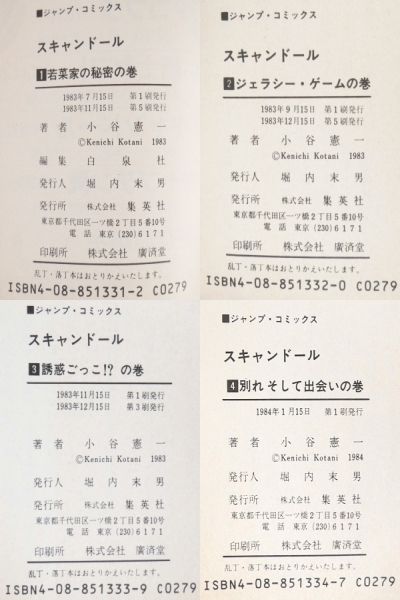 ■ジャンプ・コミックス
スキャンドール
1若菜家の秘密の巻
1983年7月15日 第1刷発行
1983年11月15日 第5刷発行
著者 小谷憲一
©Kenichi Kotani 1983
編集 白泉社
発行人 堀内末男
発行所 株式会社 集英社
東京都千代田区一ツ橋2丁目5番10号
電話 東京(230)6171
印刷所 株式会社 廣済堂
乱丁・落丁本はおとりかえいたします。
ISBN4-08-851331-2 C0279
■ジャンプ・コミックス
スキャンドール
2ジェラシー・ゲームの巻
1983年9月15日 第1刷発行
1983年12月15日 第5刷発行
著者 小谷憲一
©Kenichi Kotani 1983
発行人 堀内末男
発行所 株式会社 集英社
東京都千代田区一ツ橋2丁目5番10号
電話 東京(230)6171
印刷所 株式会社 廣済堂
乱丁・落丁本はおとりかえいたします。
ISBN4-08-851332-0 C0279
■ジャンプ・コミックス
スキャンドール
3誘惑ごっこ!? の巻
1983年11月15日 第1刷発行
1983年12月15日 第3刷発行
著者 小谷憲一
©Kenichi Kotani 1983
発行人 堀内末男
発行所 株式会社 集英社
東京都千代田区一ツ橋2丁目5番10号
電話 東京(230)6171
印刷所 株式会社 廣済堂
乱丁・落丁本はおとりかえいたします。
ISBN4-08-851333-9 C0279
■ジャンプ・コミックス
スキャンドール
4別れ そして出会いの巻
1984年1月15日 第1刷発行
著者 小谷憲一
©Kenichi Kotani 1984
発行人 堀内末男
発行所 株式会社 集英社
東京都千代田区一ツ橋2丁目5番10号
電話 東京(230)6171
印刷所 株式会社 廣済堂
乱丁・落丁本はおとりかえいたします。
ISBN4-08-851334-7 C0279